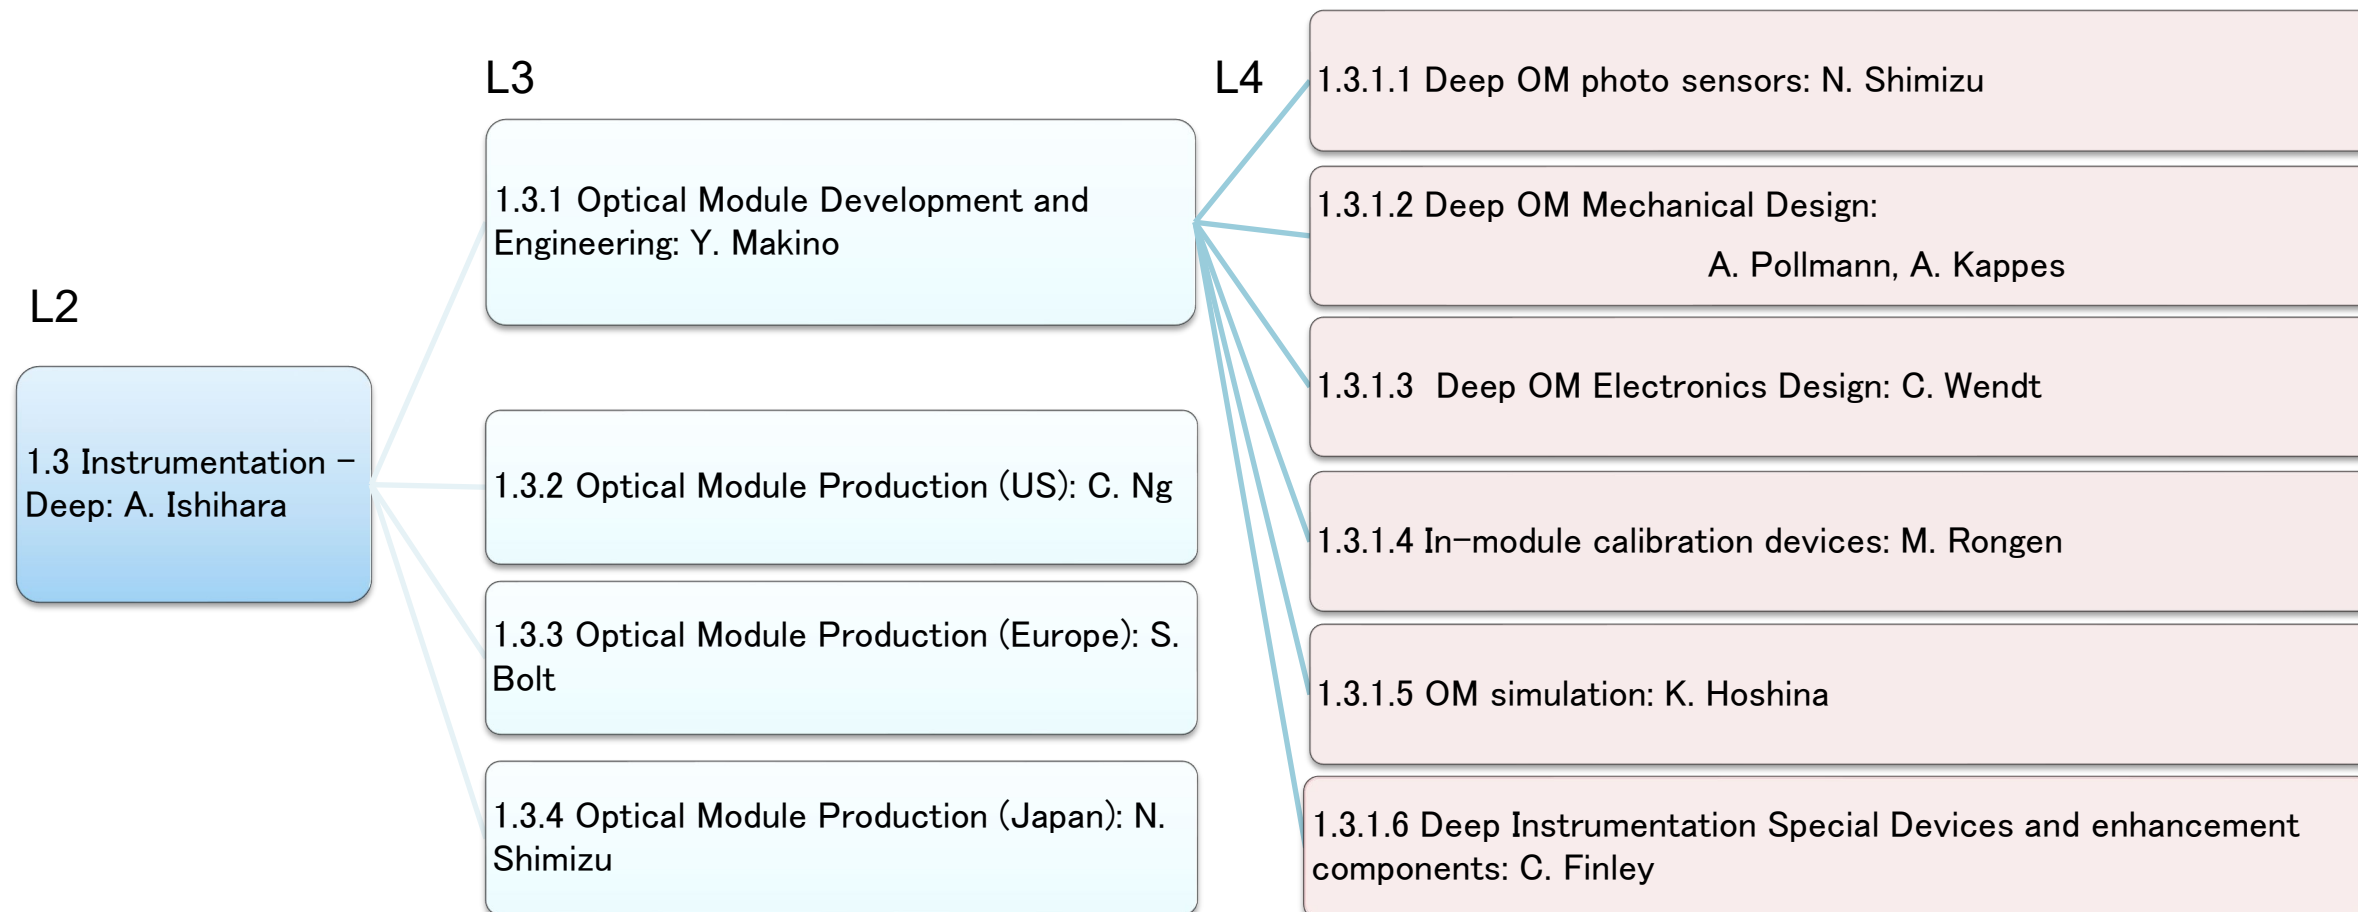 L2
1.3 Instrumentation –
Deep: A. Ishihara
L3
1.3.1 Optical Module Development and
Engineering: Y. Makino
1.3.2 Optical Module Production (US): C. Ng
1.3.3 Optical Module Production (Europe): S.
Bolt
1.3.4 Optical Module Production (Japan): N.
Shimizu
L4
1.3.1.1 Deep OM photo sensors: N. Shimizu
1.3.1.2 Deep OM Mechanical Design:
A. Pollmann, A. Kappes
1.3.1.3 Deep OM Electronics Design: C. Wendt
1.3.1.4 In-module calibration devices: M. Rongen
1.3.1.5 OM simulation: K. Hoshina
1.3.1.6 Deep Instrumentation Special Devices and enhancement
components: C. Finley